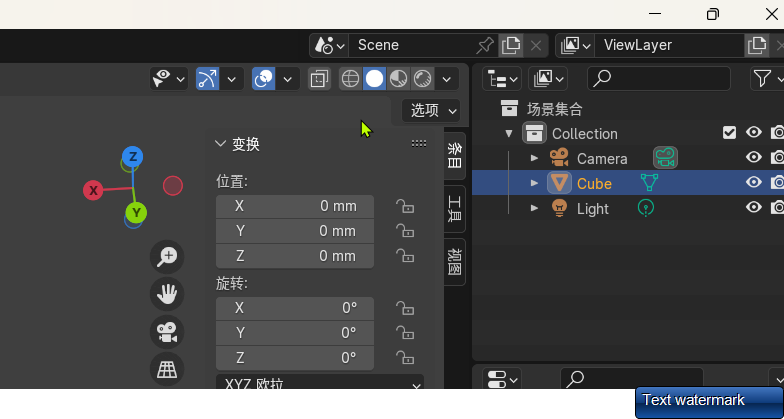 Scene
ViewLayer
选项
场景集合
Collection
Camera
Cube
Light
变换
位置:
X 0 mm
Y 0 mm
Z 0 mm
旋转:
X 0°
Y 0°
Z 0°
XYZ 欧拉
条目
工具
视图
Z
X
Y
Text watermark